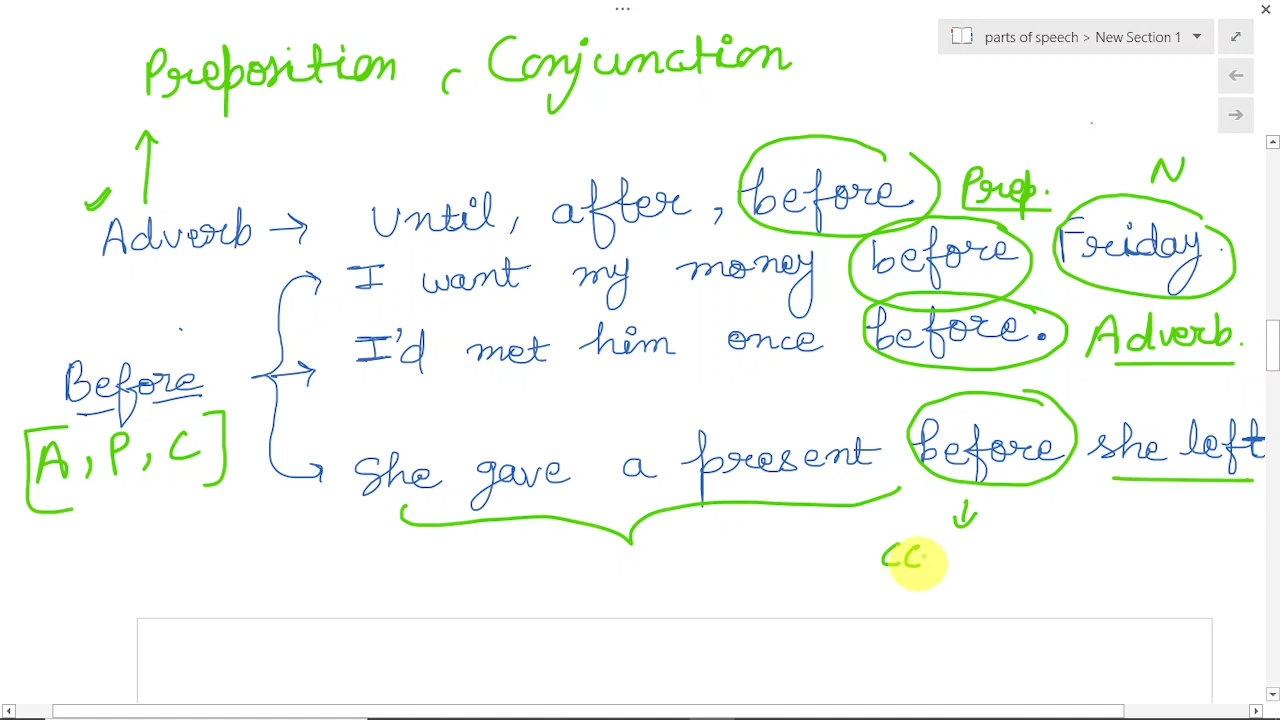 parts of speech > New Section 1
Preposition , Conjunction
Adverb → Until, after, before Prep. N
I want my money before Friday.
I'd met him once before. Adverb.
Before
[A, P, C]
She gave a present before she left
CC